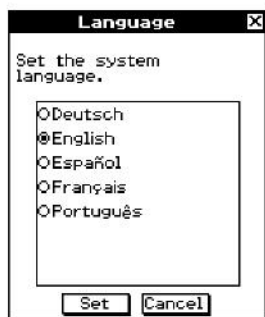 Language
Set the system
language.
Deutsch
English
Español
Français
Português
Set Cancel